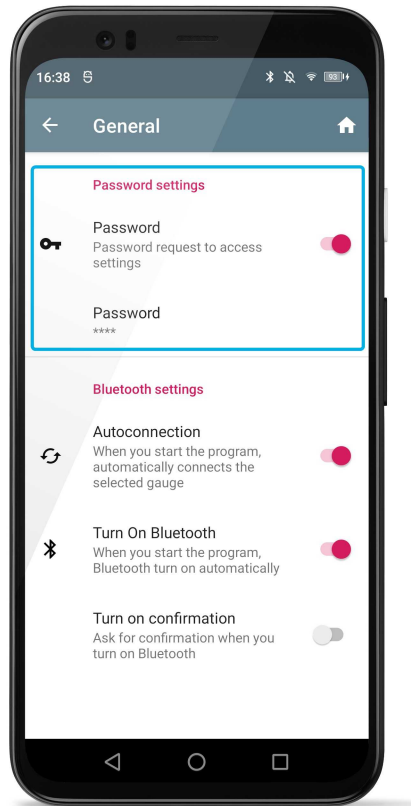 16:38
93
General
Password settings
Password
Password request to access
settings
Password
****
Bluetooth settings
Autoconnection
When you start the program,
automatically connects the
selected gauge
Turn On Bluetooth
When you start the program,
Bluetooth turn on automatically
Turn on confirmation
Ask for confirmation when you
turn on Bluetooth